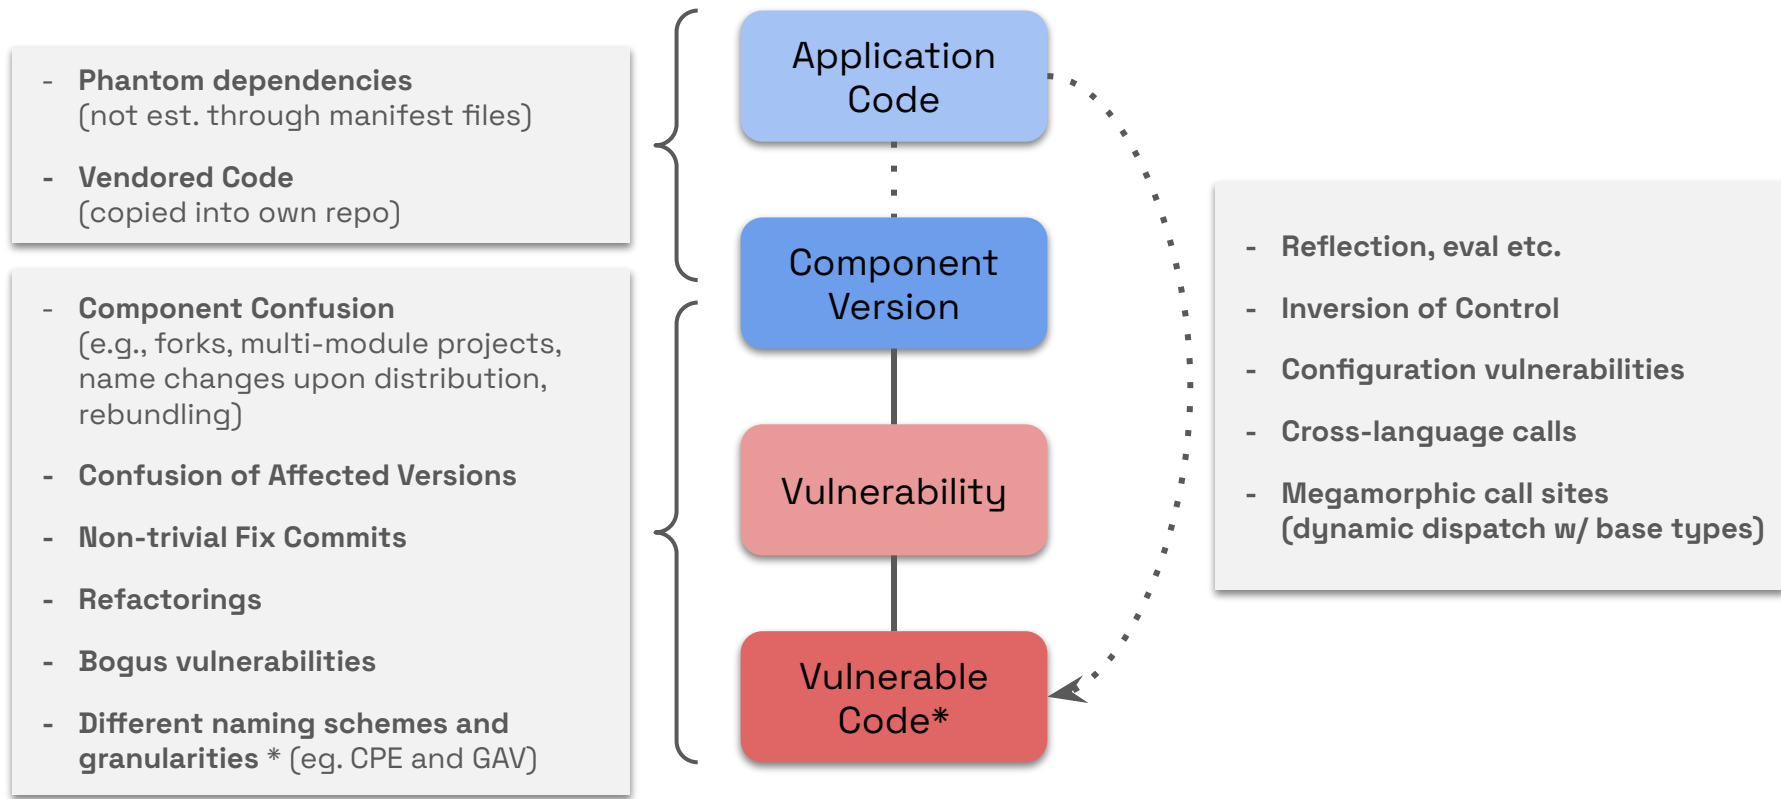 - Phantom dependencies
(not est. through manifest files)
- Vendored Code
(copied into own repo)
- Component Confusion
(e.g., forks, multi-module projects,
name changes upon distribution,
rebundling)
- Confusion of Affected Versions
- Non-trivial Fix Commits
- Refactorings
- Bogus vulnerabilities
- Different naming schemes and
granularities * (eg. CPE and GAV)
Application
Code
Component
Version
Vulnerability
Vulnerable
Code*
- Reflection, eval etc.
- Inversion of Control
- Configuration vulnerabilities
- Cross-language calls
- Megamorphic call sites
(dynamic dispatch w/ base types)